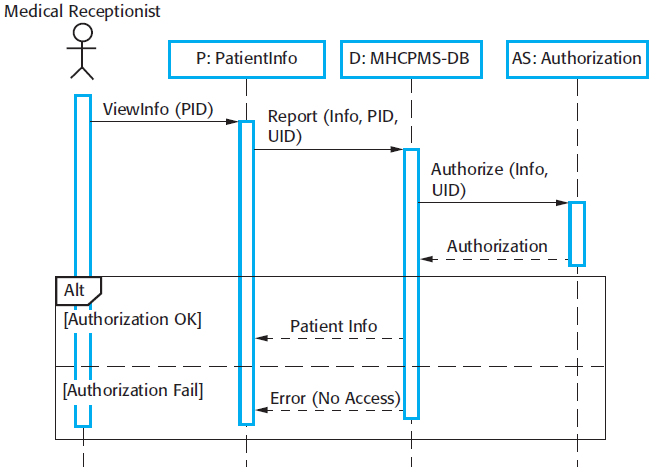 Medical Receptionist
P: PatientInfo
D: MHCPMS-DB
AS: Authorization
ViewInfo (PID)
Report (Info, PID,
UID)
Authorize (Info,
UID)
Authorization
Alt
[Authorization OK]
Patient Info
[Authorization Fail]
Error (No Access)